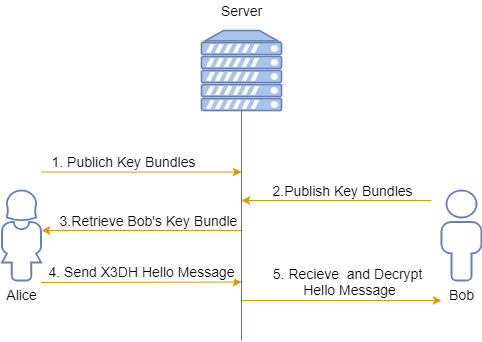 Server
1. Publich Key Bundles
2.Publish Key Bundles
3.Retrieve Bob's Key Bundle
4. Send X3DH Hello Message
5. Recieve and Decrypt
Hello Message
Alice
Bob